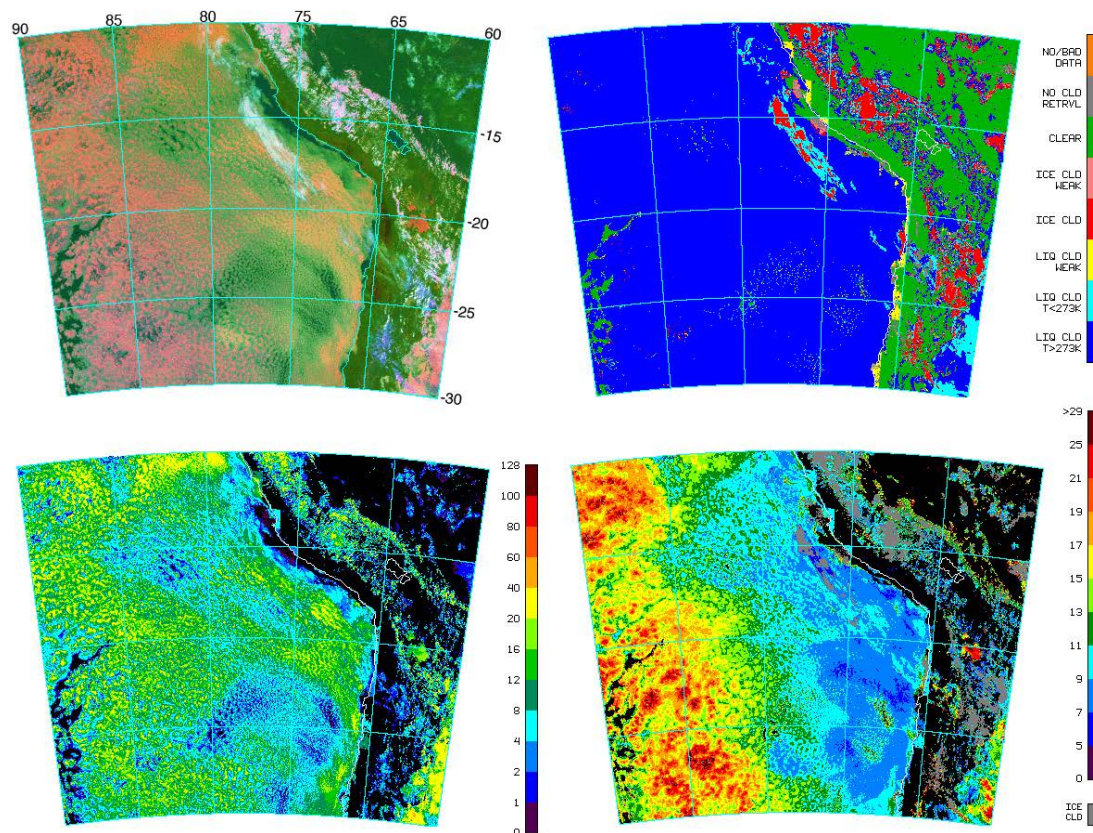 90
85
80
75
65
60
-15
-20
-25
-30
NO/BAD
DATA
NO CLD
RETRVL
CLEAR
ICE CLD
WEAK
ICE CLD
LIQ CLD
WEAK
LIQ CLD
T<273K
LIQ CLD
T>273K
128
100
80
60
40
20
16
12
8
4
2
1
0
>29
25
21
19
17
15
13
11
9
7
5
0
ICE
CLD